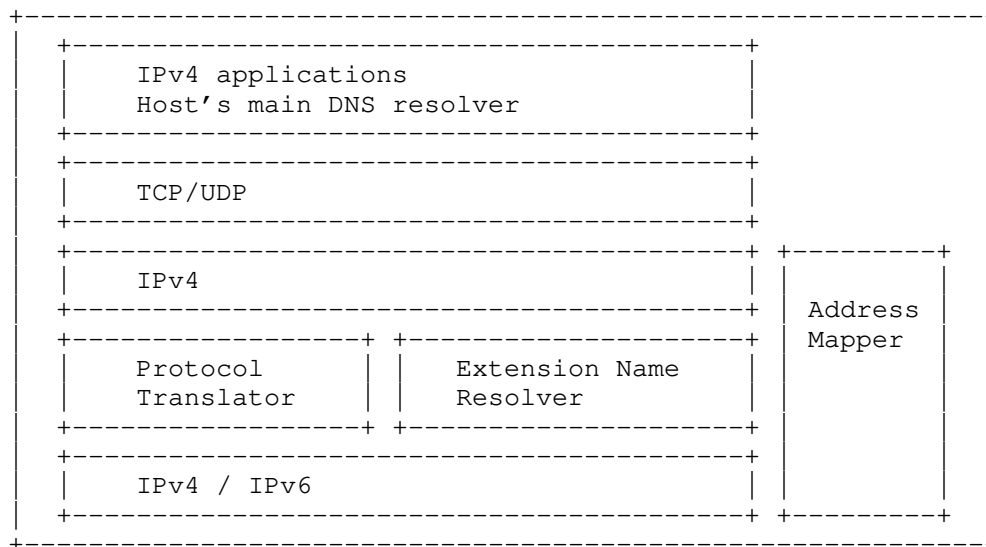 IPv4 applications
Host's main DNS resolver
TCP/UDP
IPv4
Address
Mapper
Protocol
Translator
Extension Name
Resolver
IPv4 / IPv6